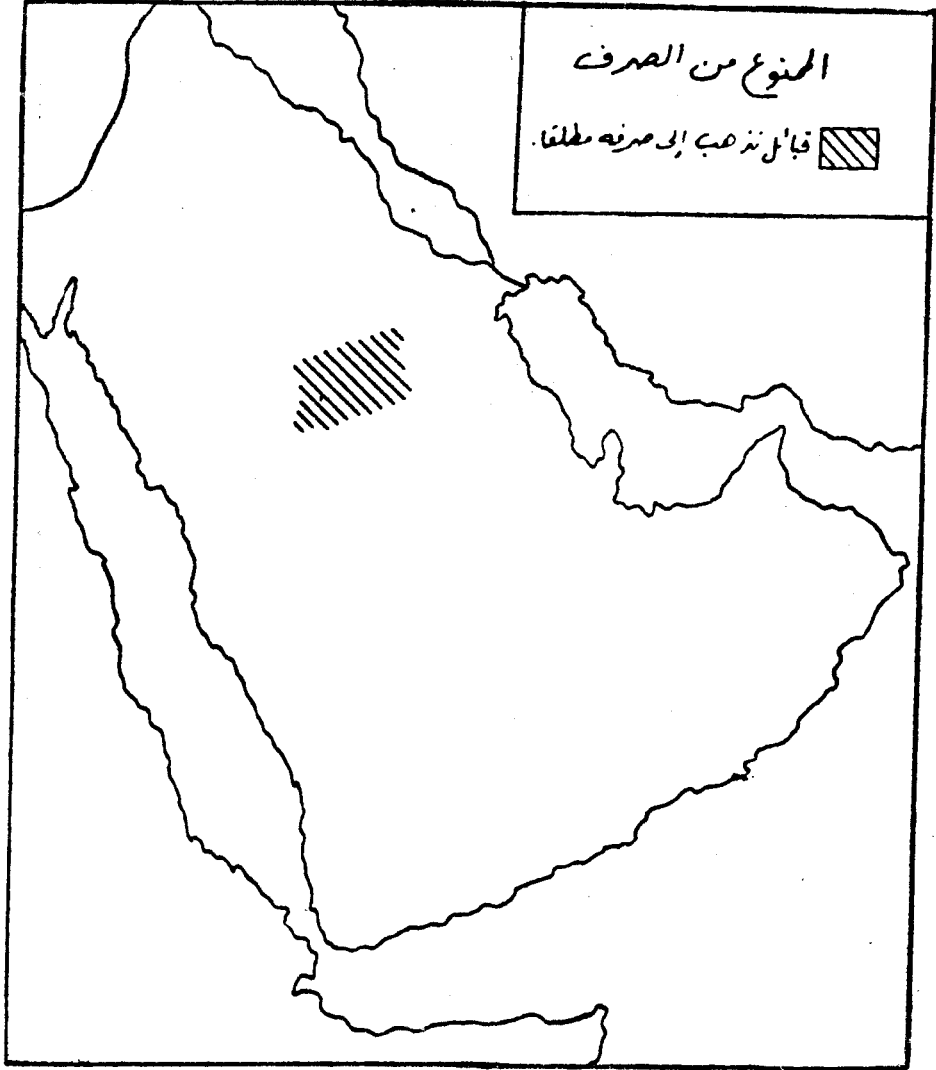 الممنوع من الصرف
قبائل تذهب إلى صرفه مطلقا.